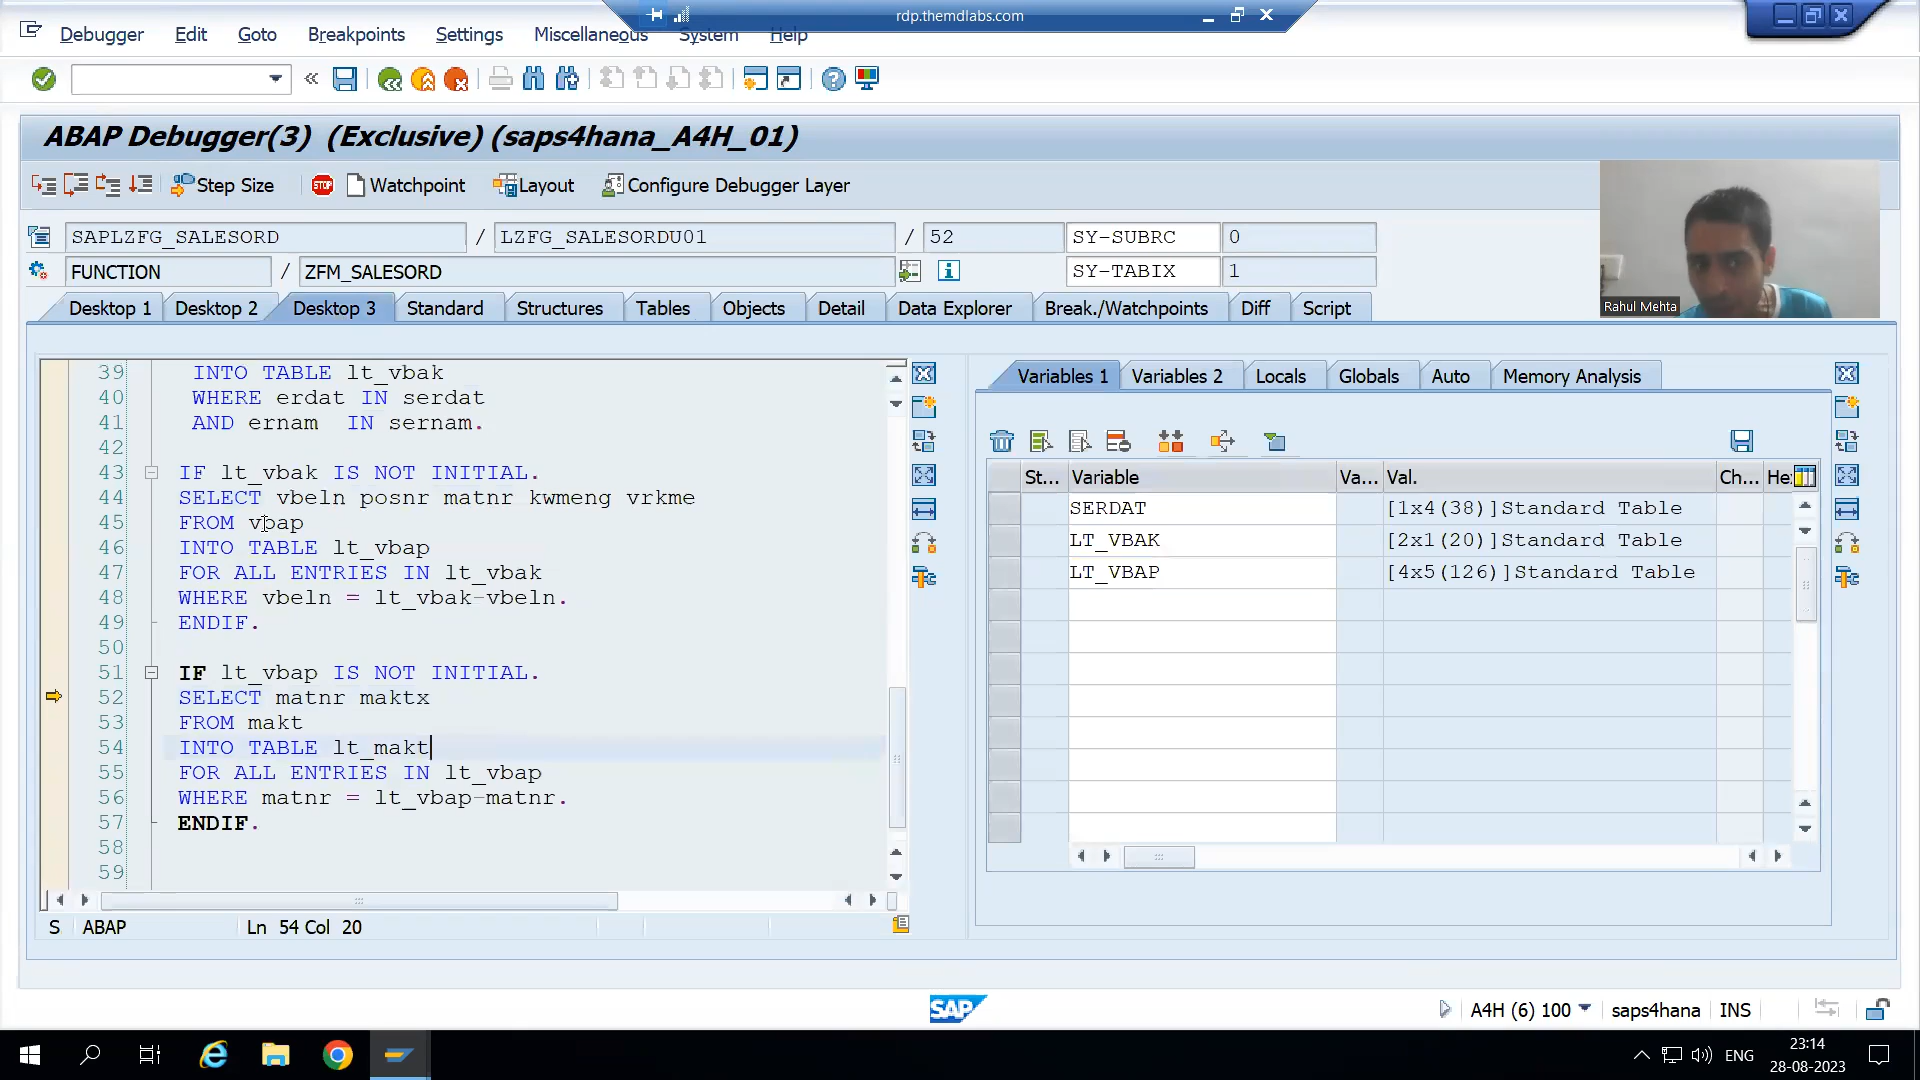 rdp.themdlabs.com
Debugger Edit Goto Breakpoints Settings Miscellaneous System Help
ABAP Debugger(3) (Exclusive) (saps4hana_A4H_01)
STOP
Step Size Watchpoint Layout Configure Debugger Layer
SAPLZFG_SALESORD / LZFG_SALESORDU01 / 52 SY-SUBRC 0
FUNCTION / ZFM_SALESORD SY-TABIX 1
Rahul Mehta
Desktop 1 Desktop 2 Desktop 3 Standard Structures Tables Objects Detail Data Explorer Break./Watchpoints Diff Script
39 INTO TABLE lt_vbak
40 WHERE erdat IN serdat
41 AND ernam IN sernam.
42
43 IF lt_vbak IS NOT INITIAL.
44 SELECT vbeln posnr matnr kwmeng vrkme
45 FROM vbap
46 INTO TABLE lt_vbap
47 FOR ALL ENTRIES IN lt_vbak
48 WHERE vbeln = lt_vbak-vbeln.
49 ENDIF.
50
51 IF lt_vbap IS NOT INITIAL.
52 SELECT matnr maktx
53 FROM makt
54 INTO TABLE lt_makt
55 FOR ALL ENTRIES IN lt_vbap
56 WHERE matnr = lt_vbap-matnr.
57 ENDIF.
58
59
S ABAP Ln 54 Col 20
Variables 1 Variables 2 Locals Globals Auto Memory Analysis
St... Variable Va... Val. Ch... He
SERDAT [1x4(38)]Standard Table
LT_VBAK [2x1(20)]Standard Table
LT_VBAP [4x5(126)]Standard Table
SAP
A4H (6) 100 saps4hana INS
ENG
23:14
28-08-2023